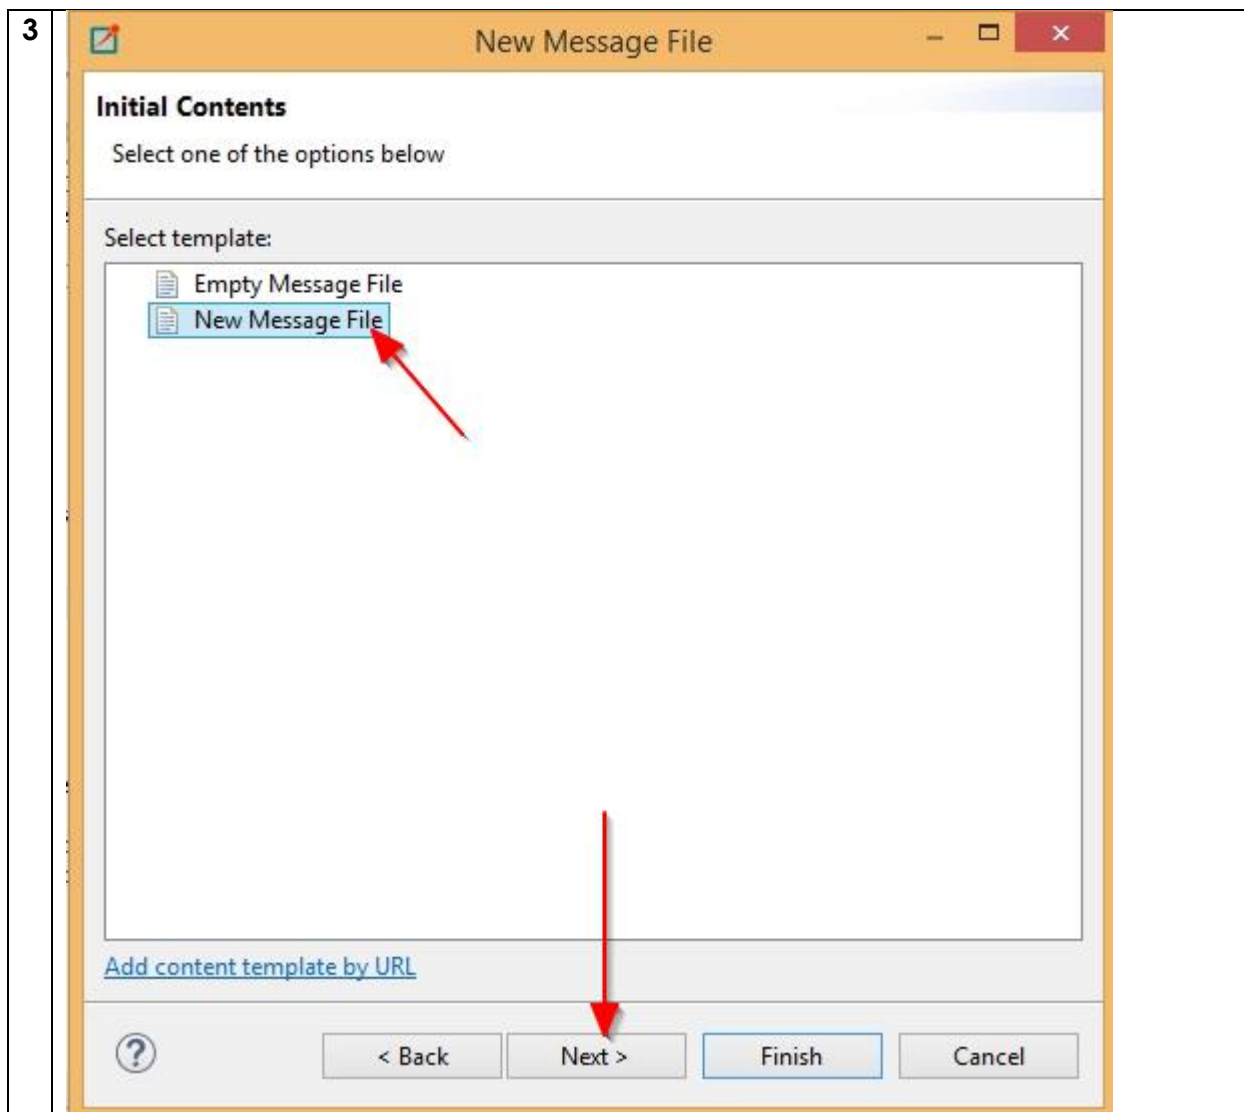 3
New Message File
Initial Contents
Select one of the options below
Select template:
Empty Message File
New Message File
Add content template by URL
< Back Next > Finish Cancel